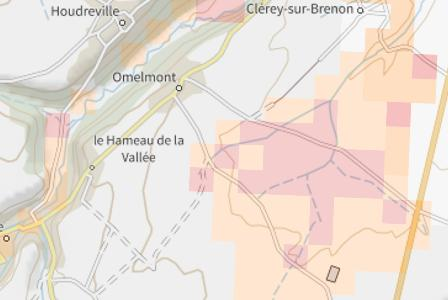 Houdreville
Clérey-sur-Brenon
Omelmont
le Hameau de la
Vallée
e